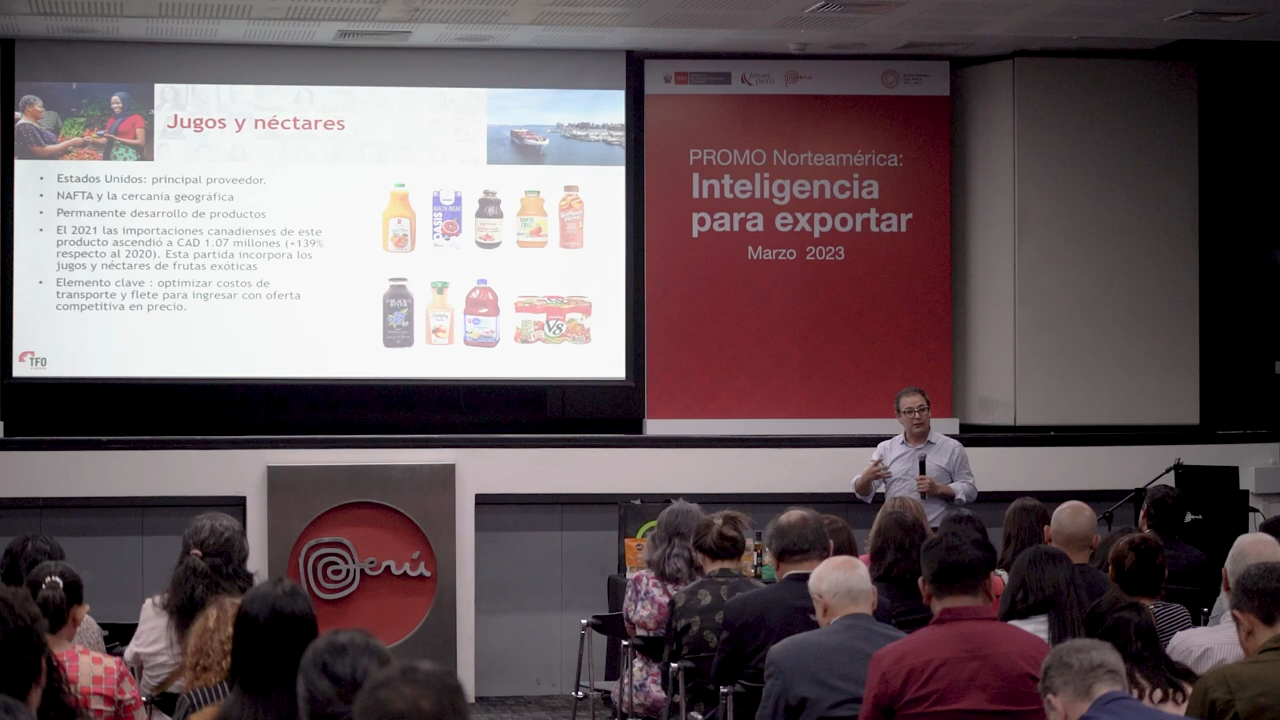 Jugos y néctares
• Estados Unidos: principal proveedor.
• NAFTA y la cercanía geográfica
• Permanente desarrollo de productos
• El 2021 las importaciones canadienses de este
producto ascendió a CAD 1.07 millones (+139%
respecto al 2020). Esta partida incorpora los
jugos y néctares de frutas exóticas
• Elemento clave : optimizar costos de
transporte y flete para ingresar con oferta
competitiva en precio.
OASIS
V8
TFO
PERÚ
PROMO Norteamérica:
Inteligencia
para exportar
Marzo 2023
Perú